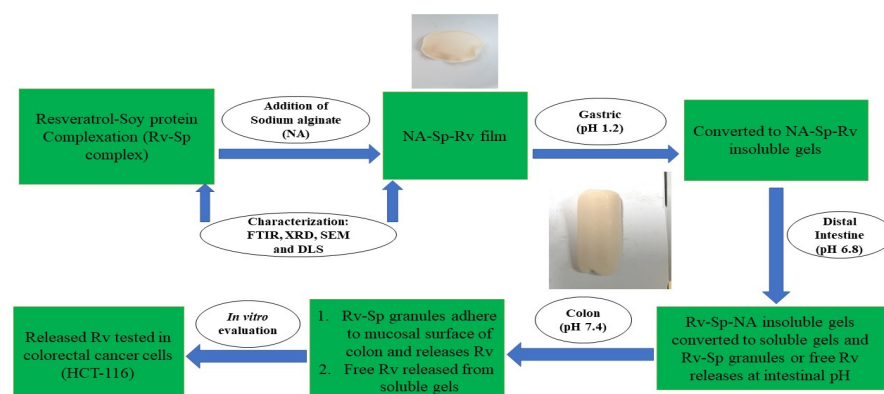 Resveratrol-Soy protein
Complexation (Rv-Sp
complex)
Addition of
Sodium alginate
(NA)
NA-Sp-Rv film
Gastric
(pH 1.2)
Converted to NA-Sp-Rv
insoluble gels
Characterization:
FTIR, XRD, SEM
and DLS
Distal
Intestine
(pH 6.8)
Rv-Sp-NA insoluble gels
converted to soluble gels and
Rv-Sp granules or free Rv
releases at intestinal pH
Colon
(pH 7.4)
1. Rv-Sp granules adhere
to mucosal surface of
colon and releases Rv
2. Free Rv released from
soluble gels
In vitro
evaluation
Released Rv tested in
colorectal cancer cells
(HCT-116)